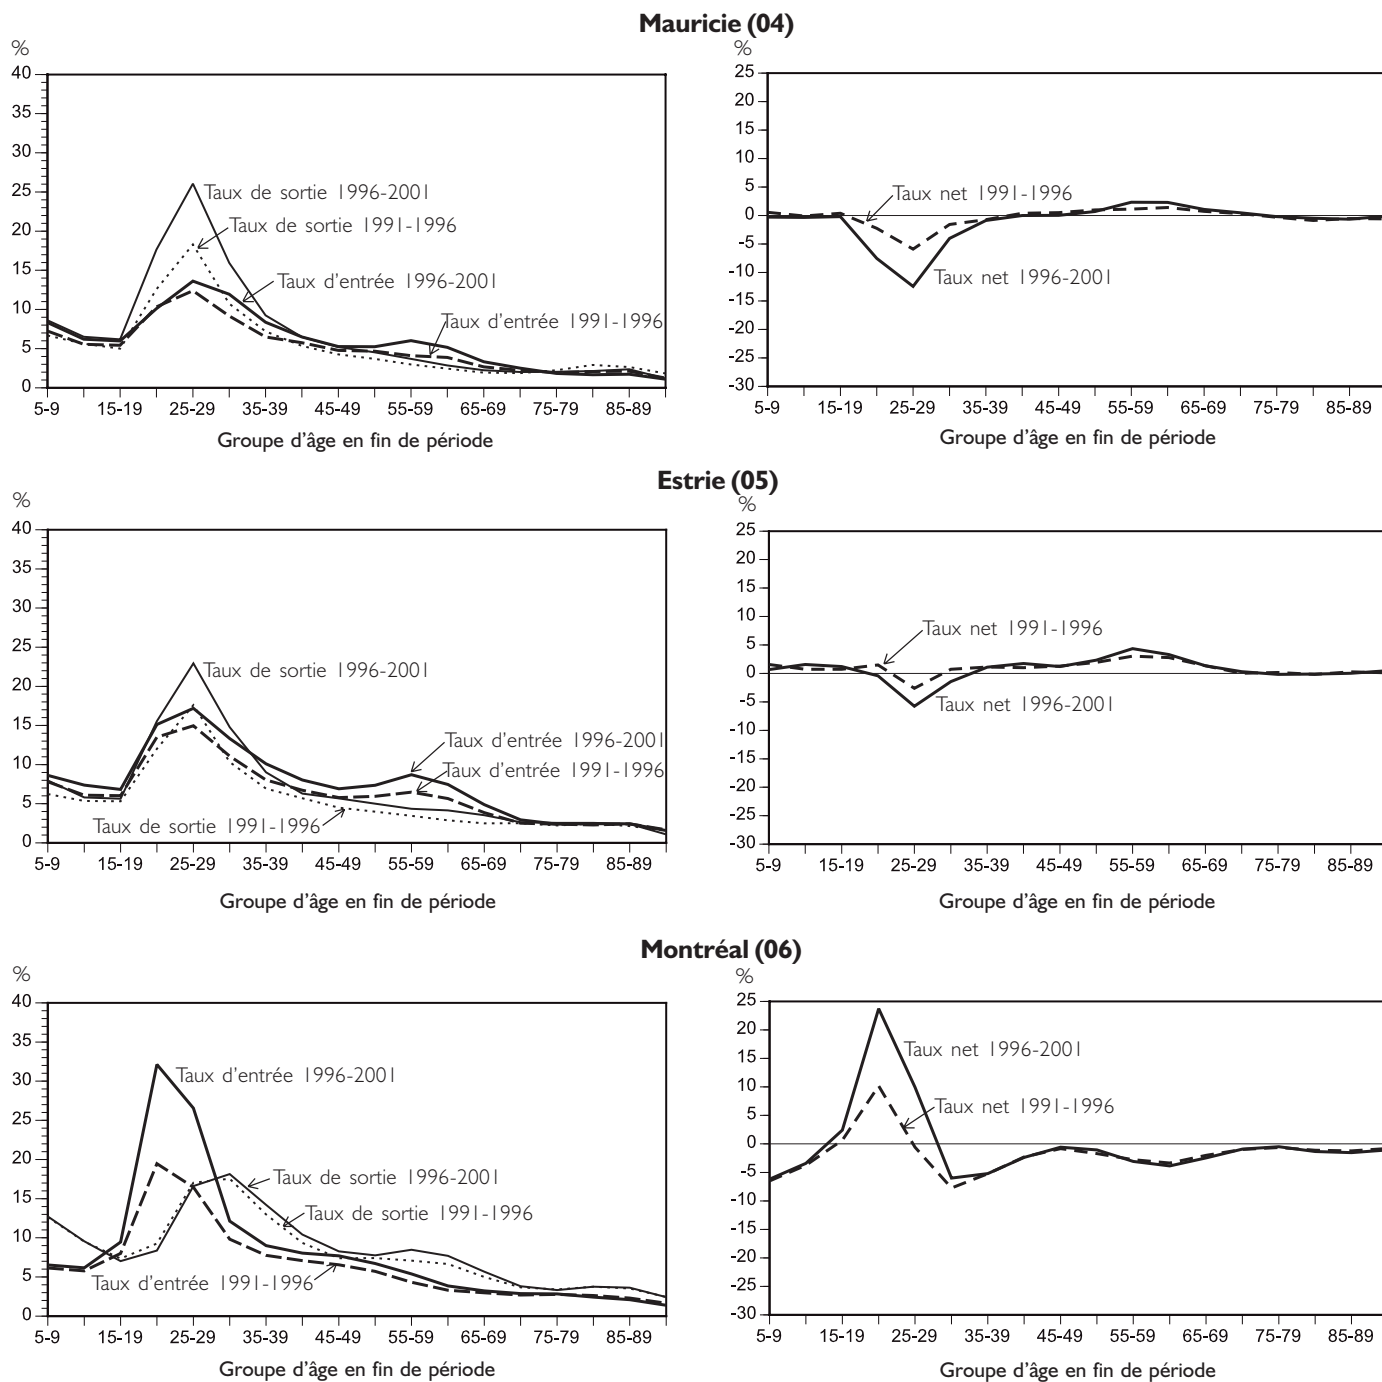 Mauricie (04)
%
40
35
30
25
20
15
10
5
0
Taux de sortie 1996-2001
Taux de sortie 1991-1996
Taux d'entrée 1996-2001
Taux d'entrée 1991-1996
5-9 15-19 25-29 35-39 45-49 55-59 65-69 75-79 85-89
Groupe d'âge en fin de période
%
25
20
15
10
5
0
-5
-10
-15
-20
-25
-30
Taux net 1991-1996
Taux net 1996-2001
5-9 15-19 25-29 35-39 45-49 55-59 65-69 75-79 85-89
Groupe d'âge en fin de période
Estrie (05)
%
40
35
30
25
20
15
10
5
0
Taux de sortie 1996-2001
Taux d'entrée 1996-2001
Taux d'entrée 1991-1996
Taux de sortie 1991-1996
5-9 15-19 25-29 35-39 45-49 55-59 65-69 75-79 85-89
Groupe d'âge en fin de période
%
25
20
15
10
5
0
-5
-10
-15
-20
-25
-30
Taux net 1991-1996
Taux net 1996-2001
5-9 15-19 25-29 35-39 45-49 55-59 65-69 75-79 85-89
Groupe d'âge en fin de période
Montréal (06)
%
40
35
30
25
20
15
10
5
0
Taux d'entrée 1996-2001
Taux de sortie 1996-2001
Taux de sortie 1991-1996
Taux d'entrée 1991-1996
5-9 15-19 25-29 35-39 45-49 55-59 65-69 75-79 85-89
Groupe d'âge en fin de période
%
25
20
15
10
5
0
-5
-10
-15
-20
-25
-30
Taux net 1996-2001
Taux net 1991-1996
5-9 15-19 25-29 35-39 45-49 55-59 65-69 75-79 85-89
Groupe d'âge en fin de période